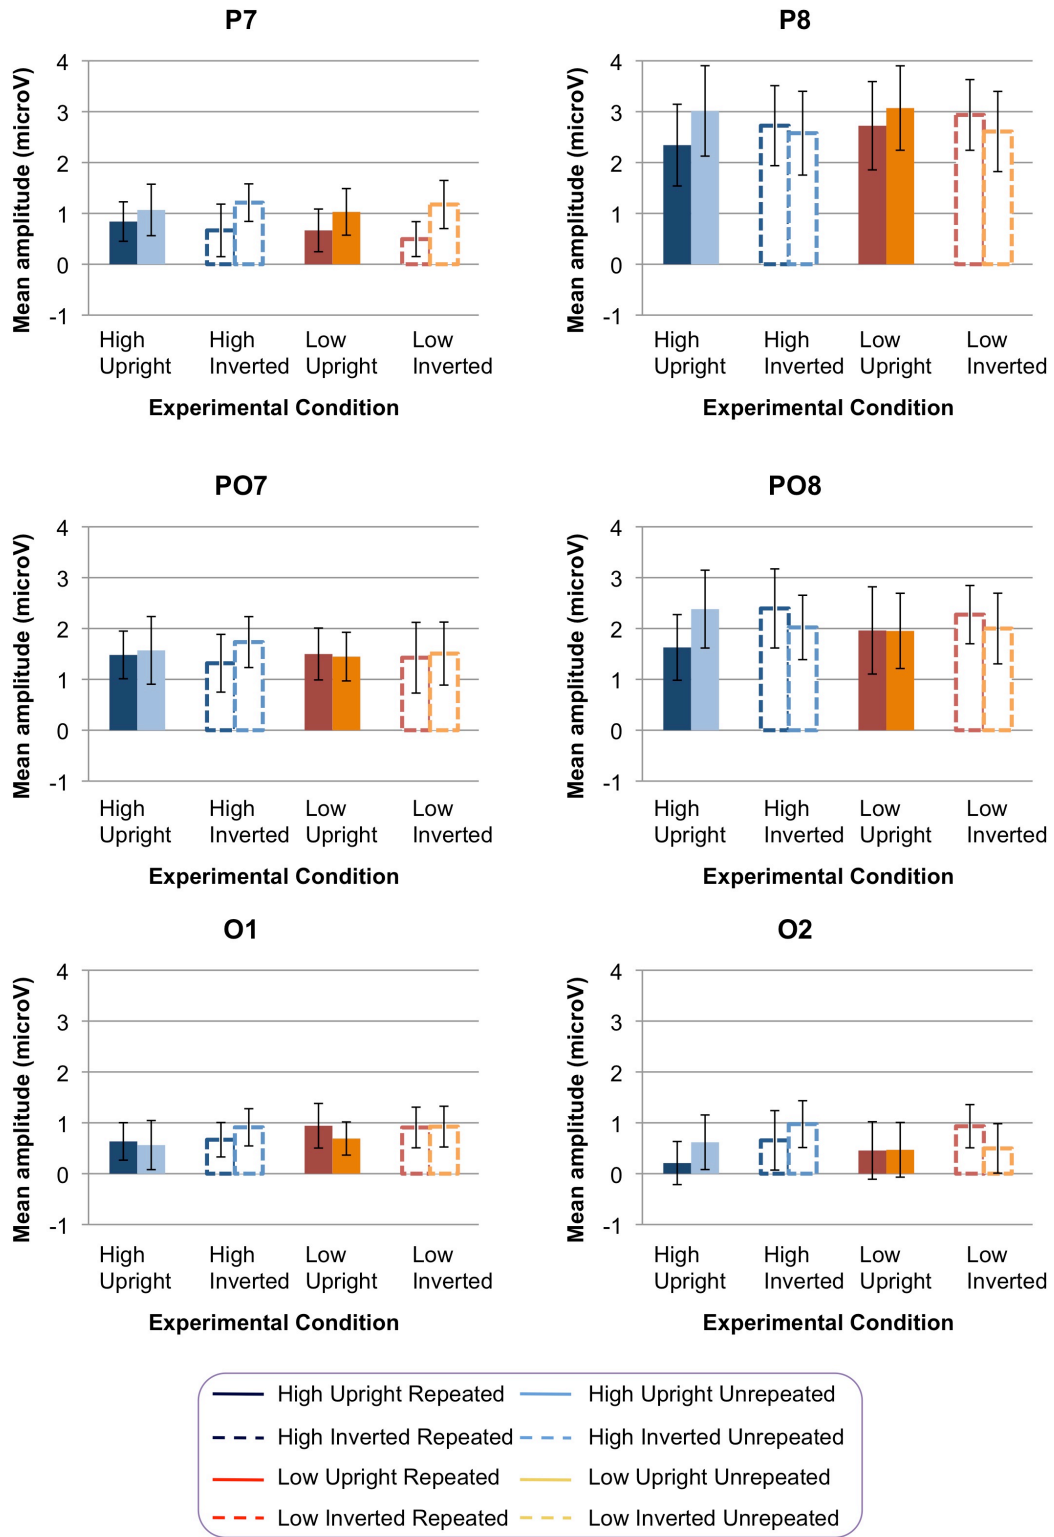 P7
Mean amplitude (microV)
4
3
2
1
0
-1
High Upright
High Inverted
Low Upright
Low Inverted
Experimental Condition
P8
Mean amplitude (microV)
4
3
2
1
0
-1
High Upright
High Inverted
Low Upright
Low Inverted
Experimental Condition
PO7
Mean amplitude (microV)
4
3
2
1
0
-1
High Upright
High Inverted
Low Upright
Low Inverted
Experimental Condition
PO8
Mean amplitude (microV)
4
3
2
1
0
-1
High Upright
High Inverted
Low Upright
Low Inverted
Experimental Condition
O1
Mean amplitude (microV)
4
3
2
1
0
-1
High Upright
High Inverted
Low Upright
Low Inverted
Experimental Condition
O2
Mean amplitude (microV)
4
3
2
1
0
-1
High Upright
High Inverted
Low Upright
Low Inverted
Experimental Condition
High Upright Repeated
High Upright Unrepeated
High Inverted Repeated
High Inverted Unrepeated
Low Upright Repeated
Low Upright Unrepeated
Low Inverted Repeated
Low Inverted Unrepeated